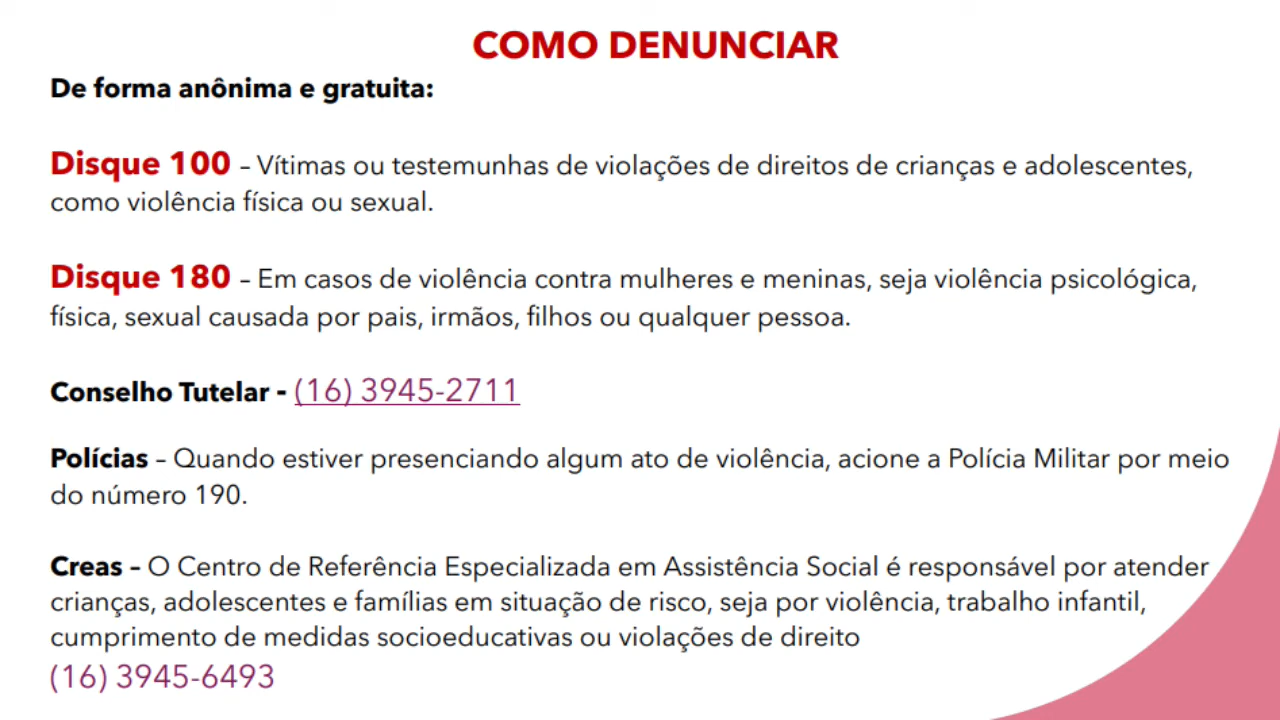 COMO DENUNCIAR
De forma anônima e gratuita:
Disque 100 – Vítimas ou testemunhas de violações de direitos de crianças e adolescentes,
como violência física ou sexual.
Disque 180 – Em casos de violência contra mulheres e meninas, seja violência psicológica,
física, sexual causada por pais, irmãos, filhos ou qualquer pessoa.
Conselho Tutelar - (16) 3945-2711
Polícias – Quando estiver presenciando algum ato de violência, acione a Polícia Militar por meio
do número 190.
Creas – O Centro de Referência Especializada em Assistência Social é responsável por atender
crianças, adolescentes e famílias em situação de risco, seja por violência, trabalho infantil,
cumprimento de medidas socioeducativas ou violações de direito
(16) 3945-6493